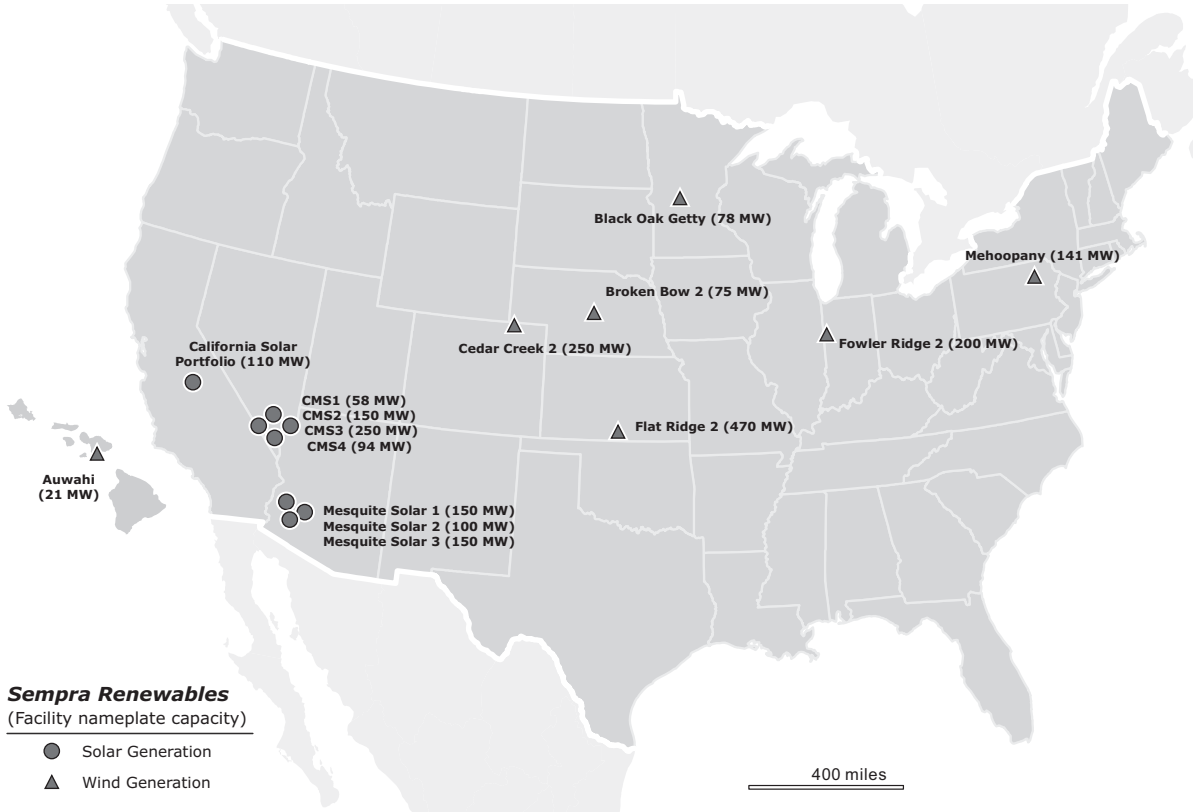 Black Oak Getty (78 MW)
Mehoopany (141 MW)
Broken Bow 2 (75 MW)
Cedar Creek 2 (250 MW)
Fowler Ridge 2 (200 MW)
California Solar
Portfolio (110 MW)
CMS1 (58 MW)
CMS2 (150 MW)
CMS3 (250 MW)
CMS4 (94 MW)
Flat Ridge 2 (470 MW)
Auwahi
(21 MW)
Mesquite Solar 1 (150 MW)
Mesquite Solar 2 (100 MW)
Mesquite Solar 3 (150 MW)
Sempra Renewables
(Facility nameplate capacity)
Solar Generation
Wind Generation
400 miles